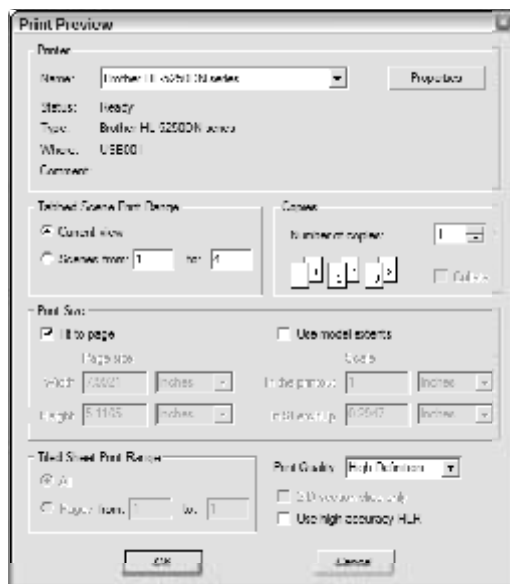 Print Preview
Printer
Name: Brother HL-5250DN series Properties
Status: Ready
Type: Brother HL-5250DN series
Where: USB001
Comment:
Tabbed Scene Print Range
Current view
Scenes from: 1 to: 4
Copies
Number of copies: 1
Collate
Print Size
Fit to page
Use model extents
Page size
Width Inches
Height Inches
Scale
In the printout 1 Inches
In SketchUp Inches
Tiled Sheet Print Range
All
Pages from: 1 to: 1
Print Quality: High Definition
2-D section slice only
Use high accuracy HLR
OK Cancel